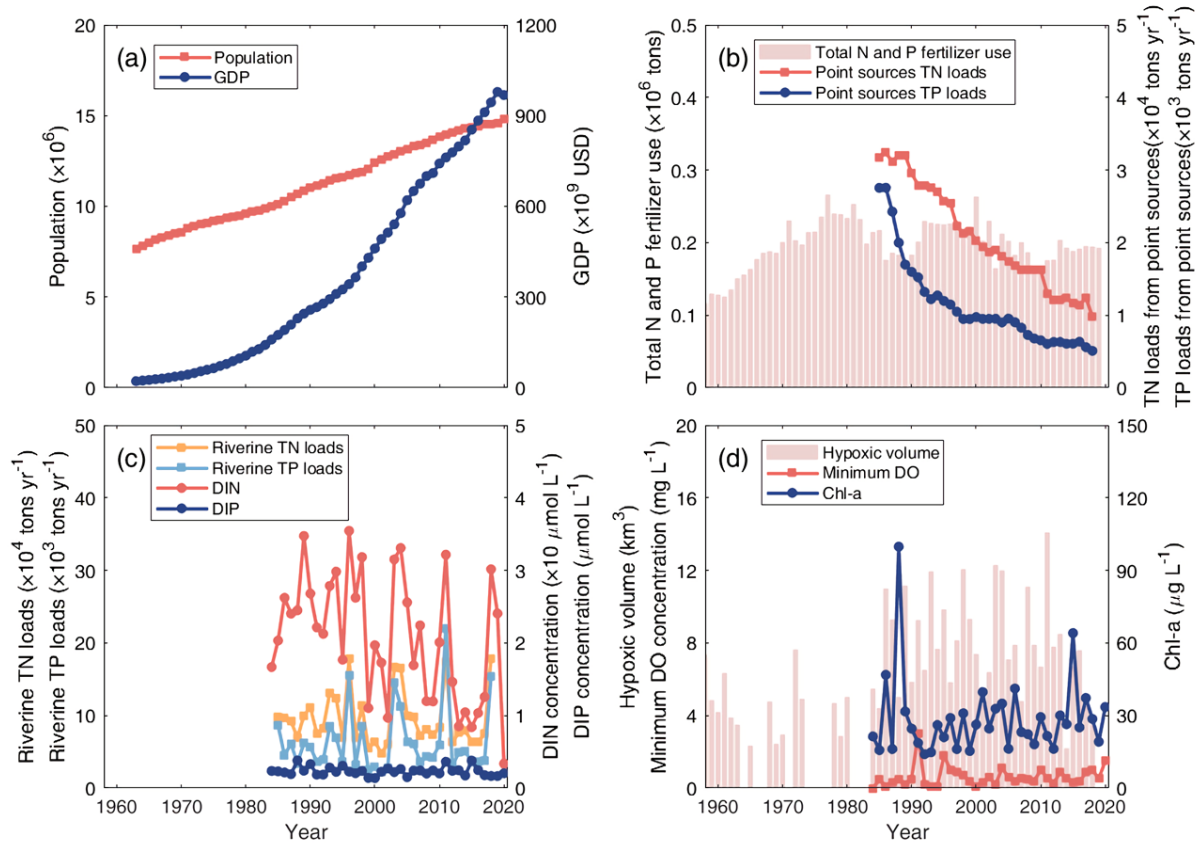 (a)
Population
GDP
Population (×10⁶)
GDP (×10⁹ USD)
20
15
10
5
0
1200
900
600
300
0
(b)
Total N and P fertilizer use
Point sources TN loads
Point sources TP loads
Total N and P fertilizer use (×10⁶ tons)
TN loads from point sources(×10⁴ tons yr⁻¹)
TP loads from point sources(×10³ tons yr⁻¹)
0.5
0.4
0.3
0.2
0.1
0
5
4
3
2
1
0
(c)
Riverine TN loads
Riverine TP loads
DIN
DIP
Riverine TN loads (×10⁴ tons yr⁻¹)
Riverine TP loads (×10³ tons yr⁻¹)
DIN concentration (×10 μmol L⁻¹)
DIP concentration (μmol L⁻¹)
50
40
30
20
10
0
5
4
3
2
1
0
1960 1970 1980 1990 2000 2010 2020
Year
(d)
Hypoxic volume
Minimum DO
Chl-a
Hypoxic volume (km³)
Minimum DO concentration (mg L⁻¹)
Chl-a (μg L⁻¹)
20
16
12
8
4
0
150
120
90
60
30
0
1960 1970 1980 1990 2000 2010 2020
Year